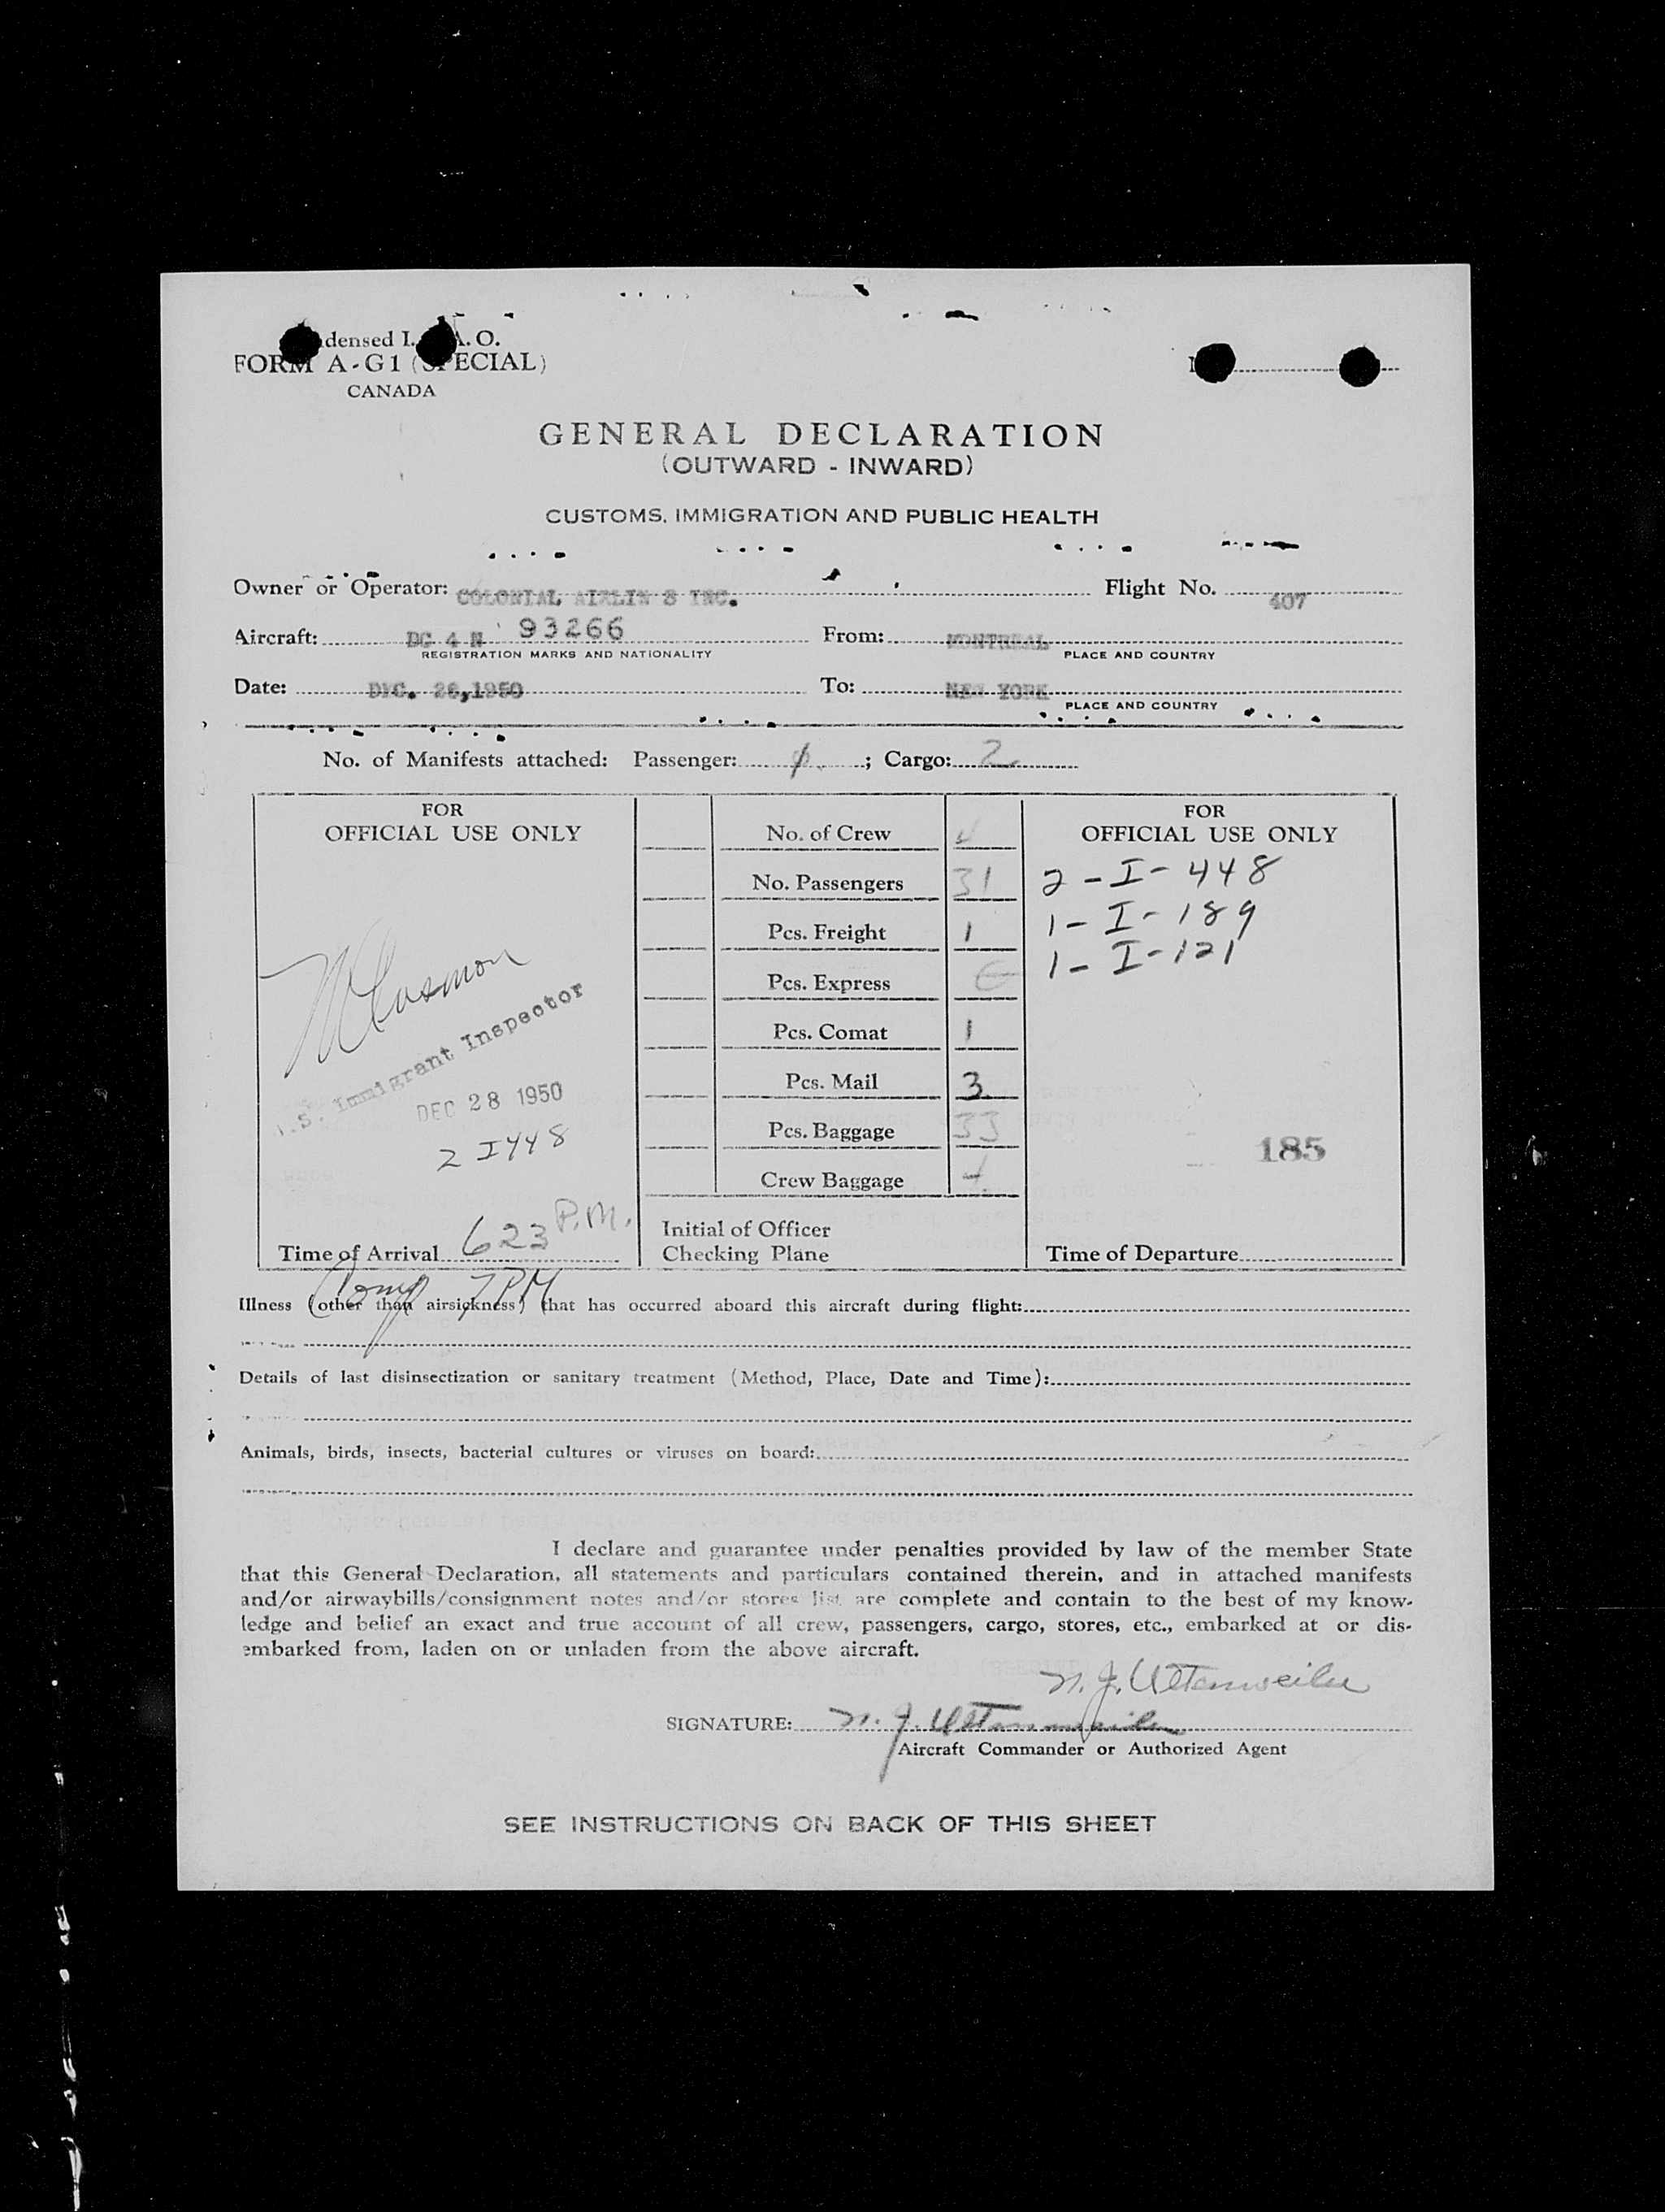 densed I. A. O.
FORM A-G1 (SPECIAL)
CANADA
GENERAL DECLARATION
(OUTWARD - INWARD)
CUSTOMS, IMMIGRATION AND PUBLIC HEALTH
Owner or Operator: COLONIAL AIRLIN S INC. Flight No. 407
Aircraft: DC 4 N 93266 From: MONTREAL
REGISTRATION MARKS AND NATIONALITY PLACE AND COUNTRY
Date: DEC. 28,1950 To: NEW YORK
PLACE AND COUNTRY
No. of Manifests attached: Passenger: ; Cargo: 2
FOR
OFFICIAL USE ONLY
Immigrant Inspector
DEC 28 1950
2 I448
Time of Arrival 623 P.M.
No. of Crew
No. Passengers 31
Pcs. Freight 1
Pcs. Express
Pcs. Comat 1
Pcs. Mail 3
Pcs. Baggage 33
Crew Baggage 4
Initial of Officer
Checking Plane
FOR
OFFICIAL USE ONLY
2 - I - 448
1 - I - 189
1 - I - 121
185
Time of Departure
Comp 7PM
Illness (other than airsickness) that has occurred aboard this aircraft during flight:
Details of last disinsectization or sanitary treatment (Method, Place, Date and Time):
Animals, birds, insects, bacterial cultures or viruses on board:
I declare and guarantee under penalties provided by law of the member State
that this General Declaration, all statements and particulars contained therein, and in attached manifests
and/or airwaybills/consignment notes and/or stores list are complete and contain to the best of my know-
ledge and belief an exact and true account of all crew, passengers, cargo, stores, etc., embarked at or dis-
embarked from, laden on or unladen from the above aircraft.
N. J. Uttenweiler
SIGNATURE: N. J. Uttenweiler
Aircraft Commander or Authorized Agent
SEE INSTRUCTIONS ON BACK OF THIS SHEET